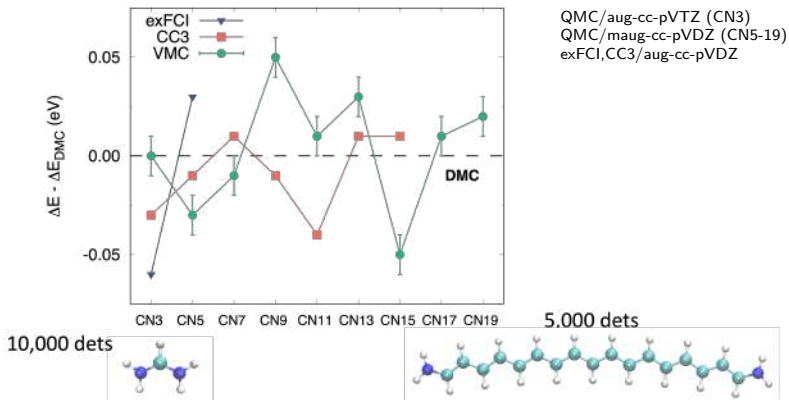 exFCI
CC3
VMC
QMC/aug-cc-pVTZ (CN3)
QMC/maug-cc-pVDZ (CN5-19)
exFCI,CC3/aug-cc-pVDZ
0.05
0.00
-0.05
ΔE - ΔE_DMC (eV)
DMC
CN3 CN5 CN7 CN9 CN11 CN13 CN15 CN17 CN19
10,000 dets
5,000 dets